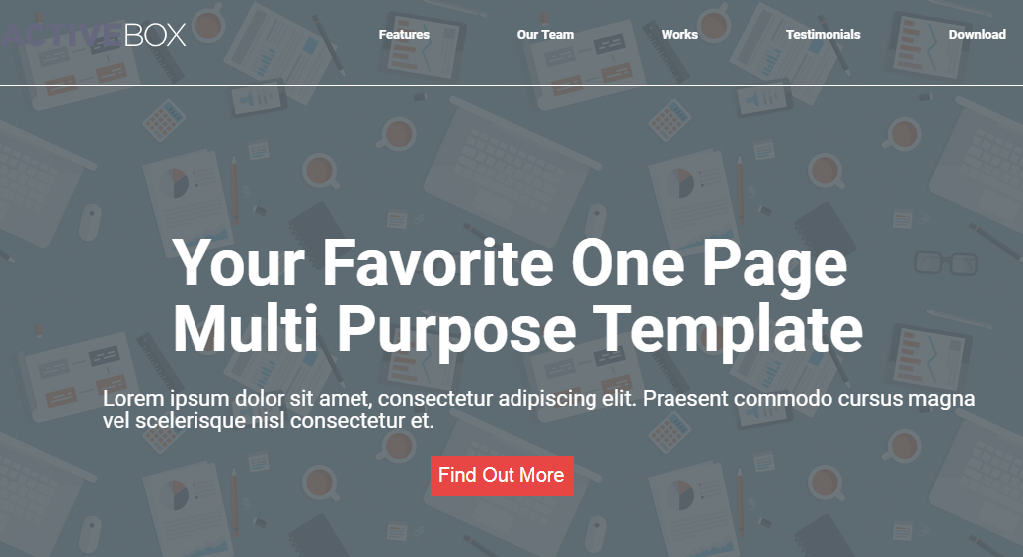 ACTIVEBOX
Features Our Team Works Testimonials Download
Your Favorite One Page
Multi Purpose Template
Lorem ipsum dolor sit amet, consectetur adipiscing elit. Praesent commodo cursus magna
vel scelerisque nisl consectetur et.
Find Out More